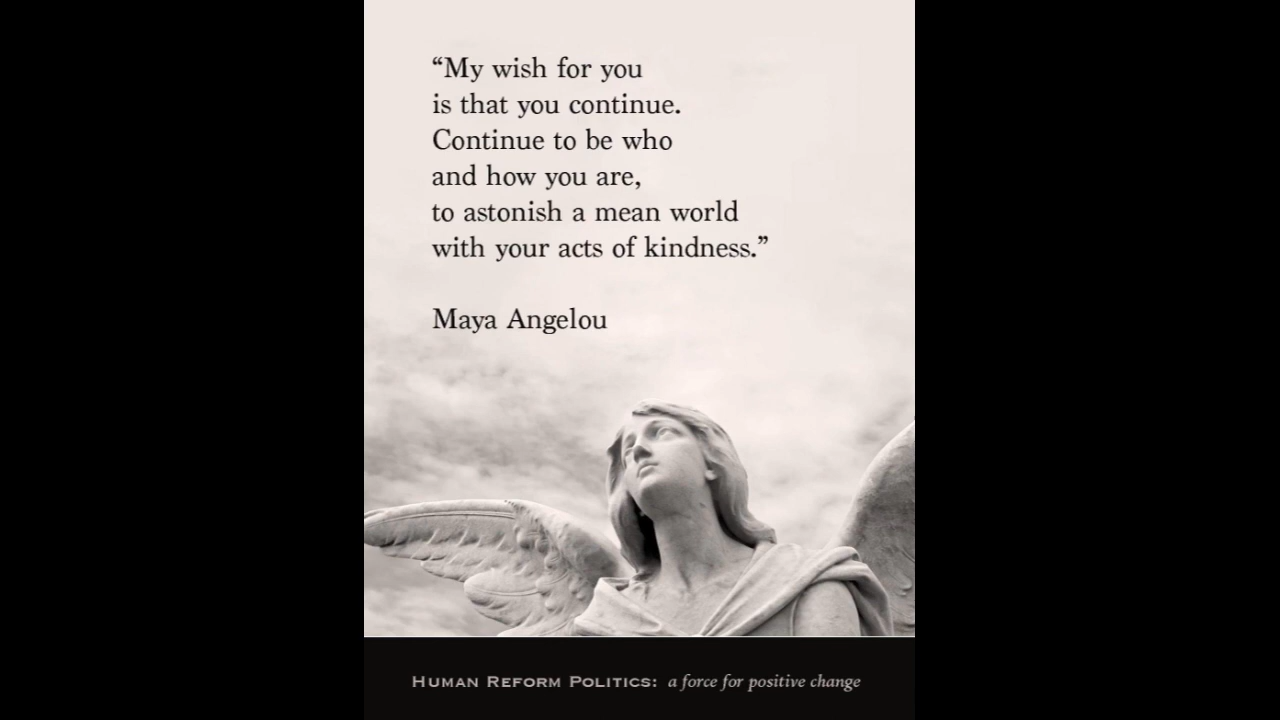 “My wish for you
is that you continue.
Continue to be who
and how you are,
to astonish a mean world
with your acts of kindness.”
Maya Angelou
HUMAN REFORM POLITICS: a force for positive change